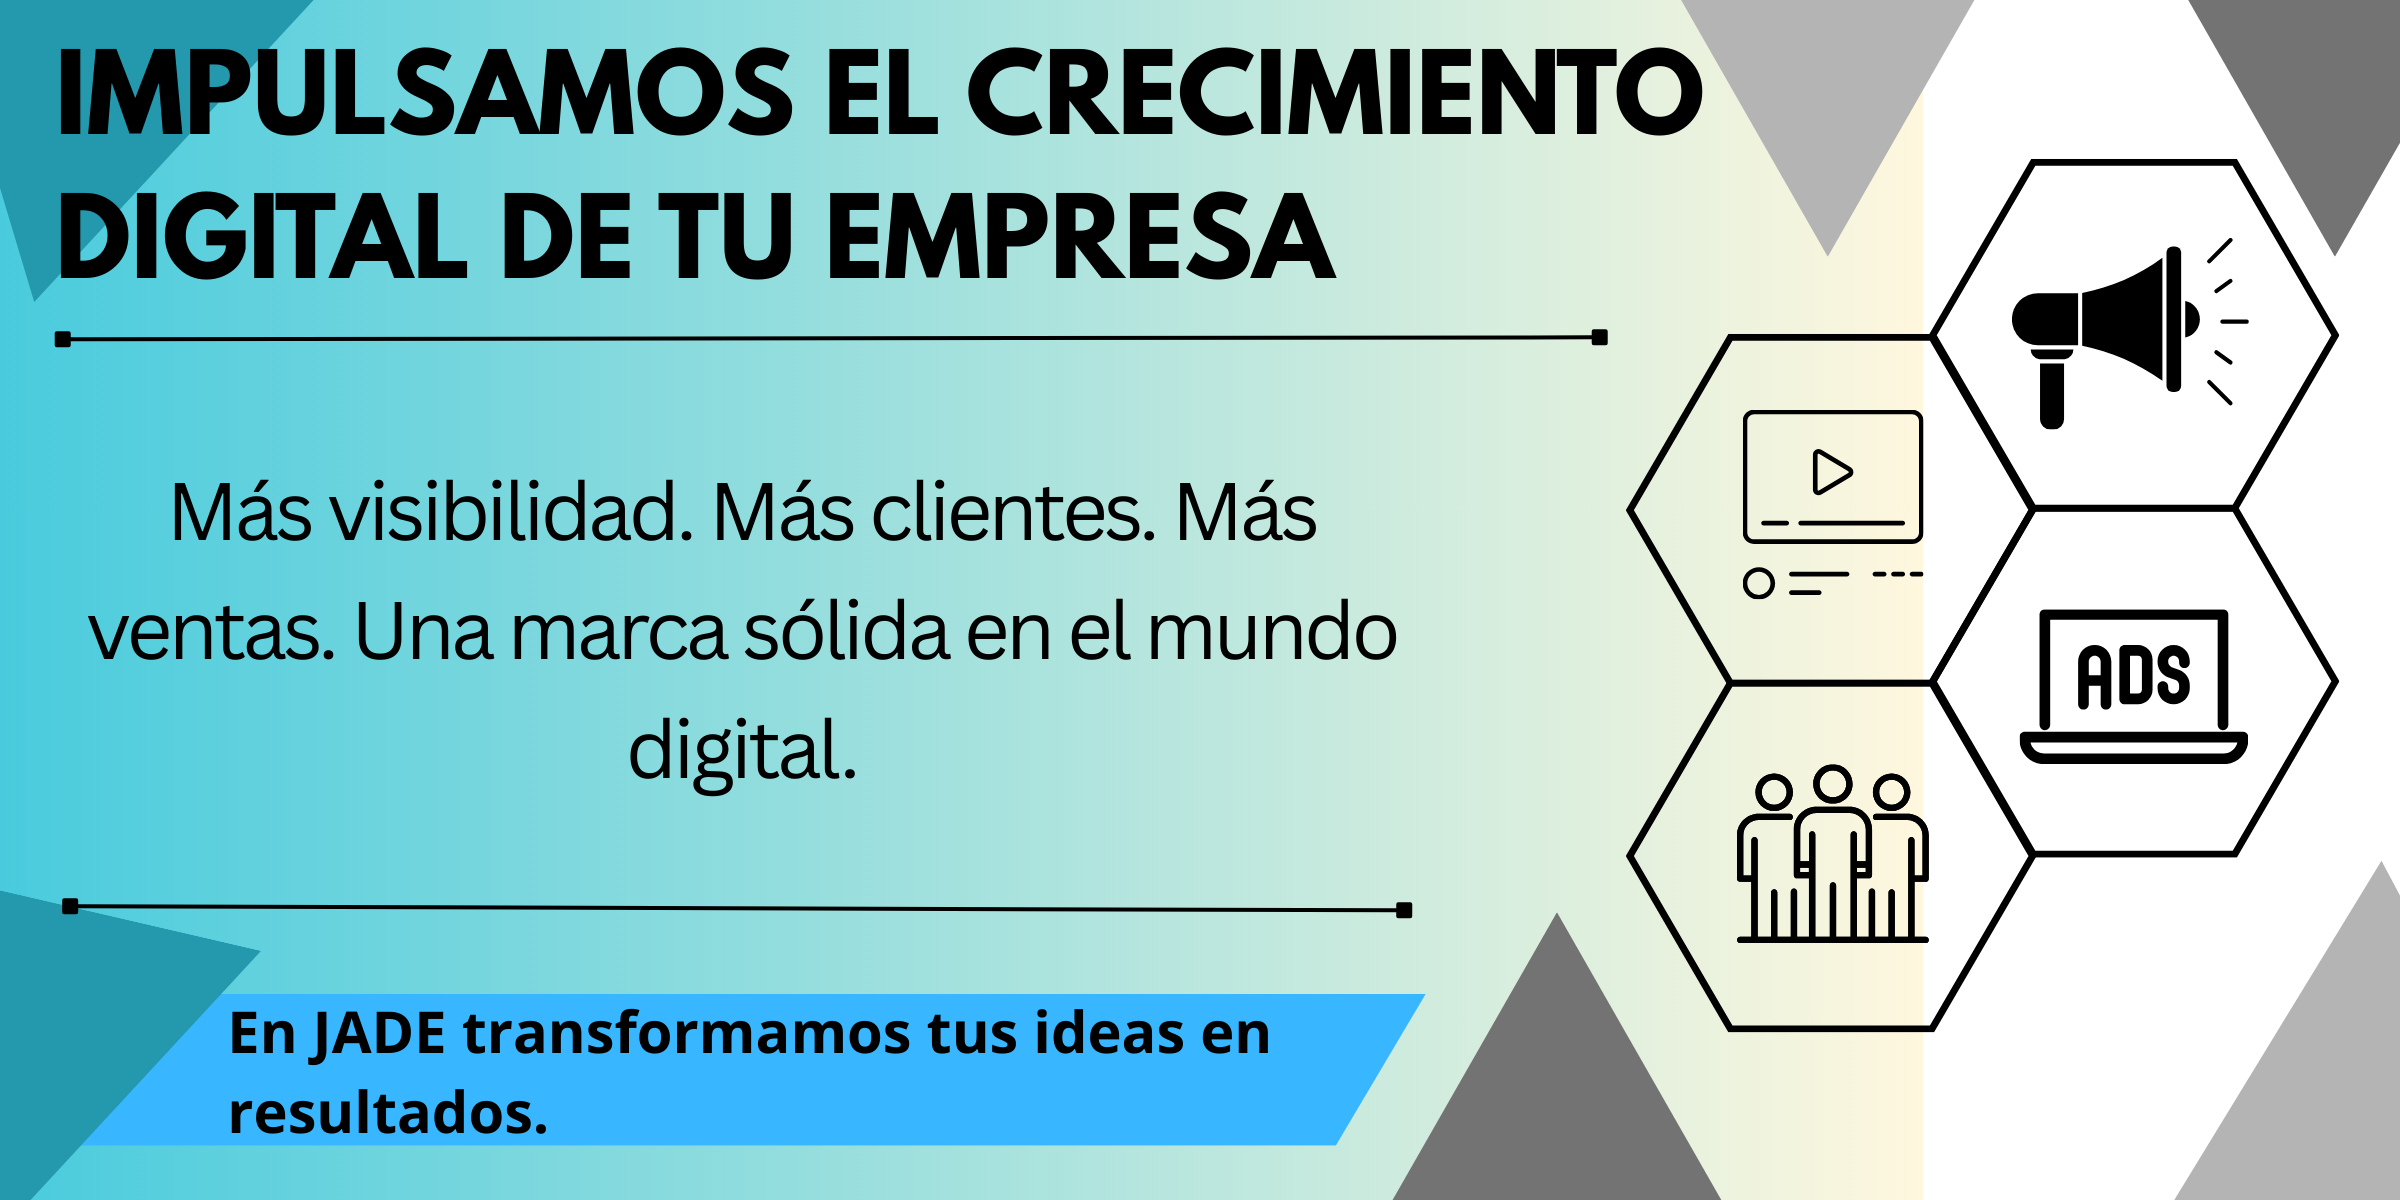 IMPULSAMOS EL CRECIMIENTO
DIGITAL DE TU EMPRESA
Más visibilidad. Más clientes. Más
ventas. Una marca sólida en el mundo
digital.
ADS
En JADE transformamos tus ideas en
resultados.